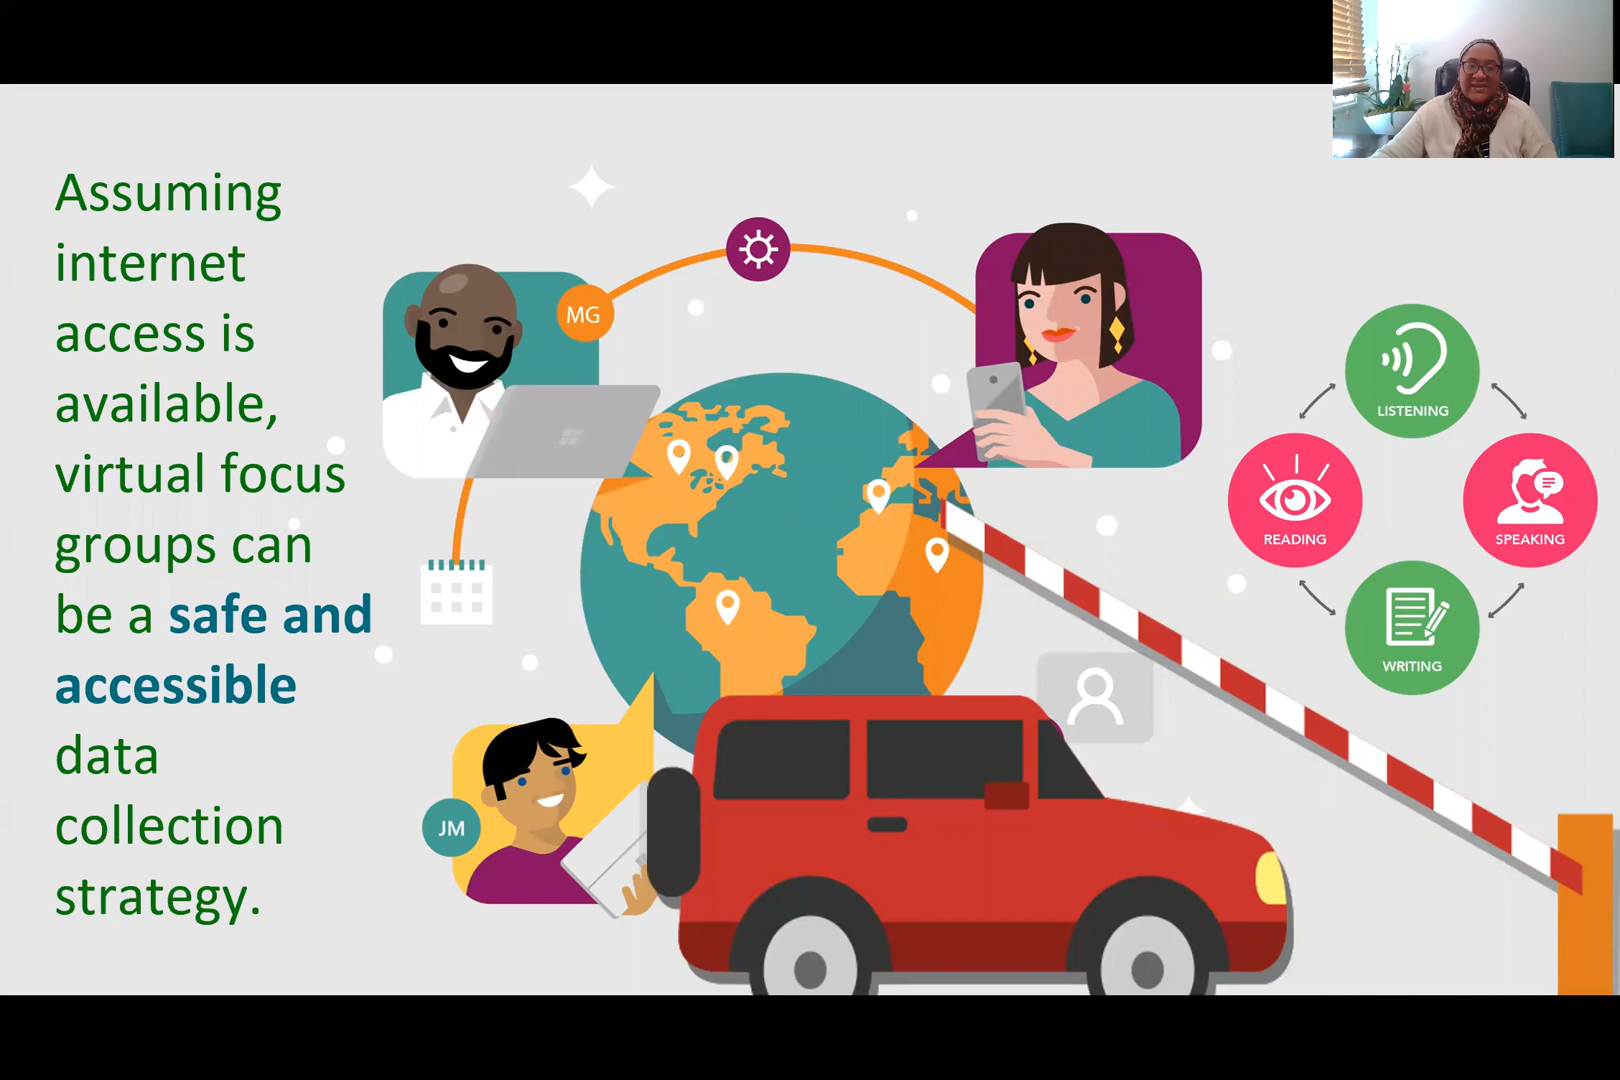 Assuming
internet
access is
available,
virtual focus
groups can
be a safe and
accessible
data
collection
strategy.
MG
JM
LISTENING
READING
SPEAKING
WRITING